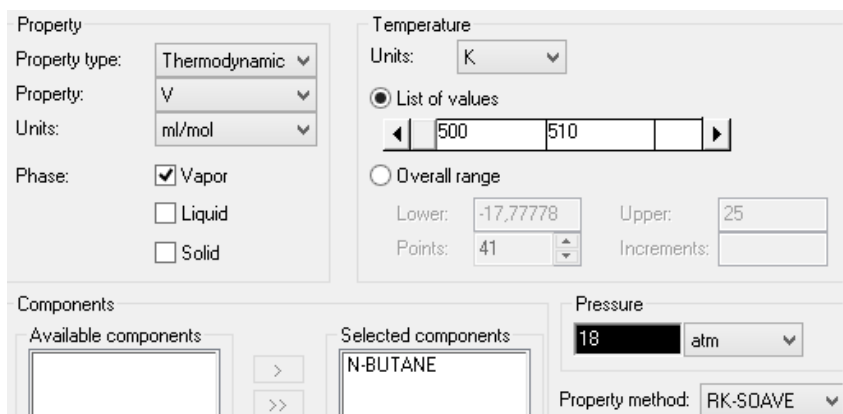 Property
Property type: Thermodynamic
Property: V
Units: ml/mol
Phase: Vapor
Liquid
Solid
Temperature
Units: K
List of values
500 510
Overall range
Lower: -17,77778 Upper: 25
Points: 41 Increments:
Components
Available components
>
>>
Selected components
N-BUTANE
Pressure
18 atm
Property method: RK-SOAVE